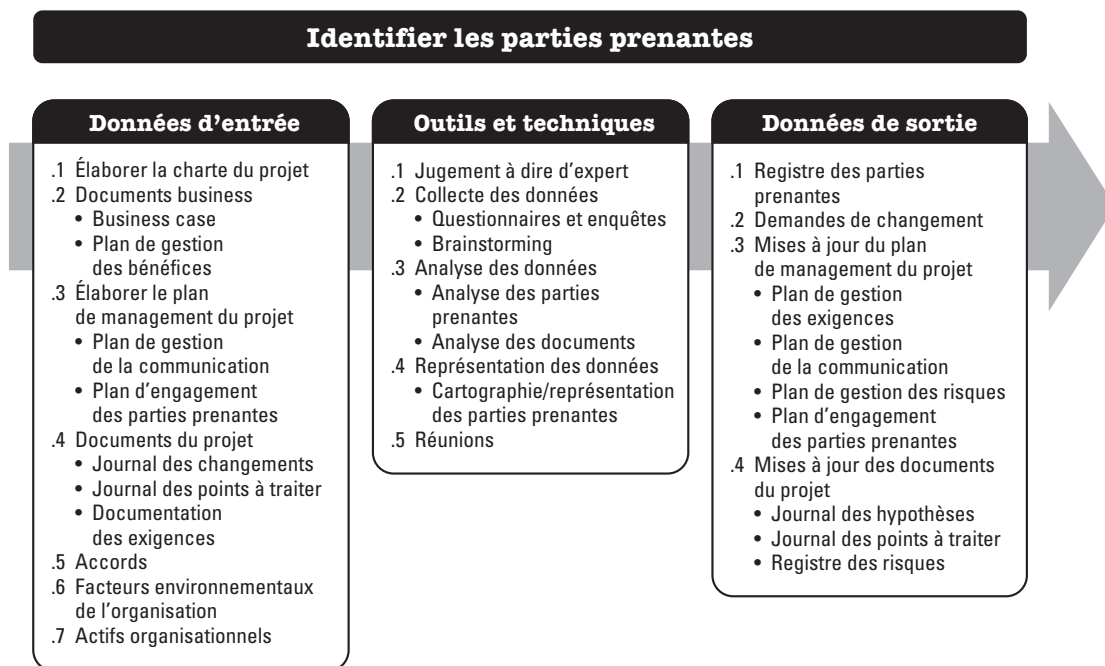 Identifier les parties prenantes
Données d'entrée
.1 Élaborer la charte du projet
.2 Documents business
• Business case
• Plan de gestion
des bénéfices
.3 Élaborer le plan
de management du projet
• Plan de gestion
de la communication
• Plan d'engagement
des parties prenantes
.4 Documents du projet
• Journal des changements
• Journal des points à traiter
• Documentation
des exigences
.5 Accords
.6 Facteurs environnementaux
de l'organisation
.7 Actifs organisationnels
Outils et techniques
.1 Jugement à dire d'expert
.2 Collecte des données
• Questionnaires et enquêtes
• Brainstorming
.3 Analyse des données
• Analyse des parties
prenantes
• Analyse des documents
.4 Représentation des données
• Cartographie/représentation
des parties prenantes
.5 Réunions
Données de sortie
.1 Registre des parties
prenantes
.2 Demandes de changement
.3 Mises à jour du plan
de management du projet
• Plan de gestion
des exigences
• Plan de gestion
de la communication
• Plan de gestion des risques
• Plan d'engagement
des parties prenantes
.4 Mises à jour des documents
du projet
• Journal des hypothèses
• Journal des points à traiter
• Registre des risques